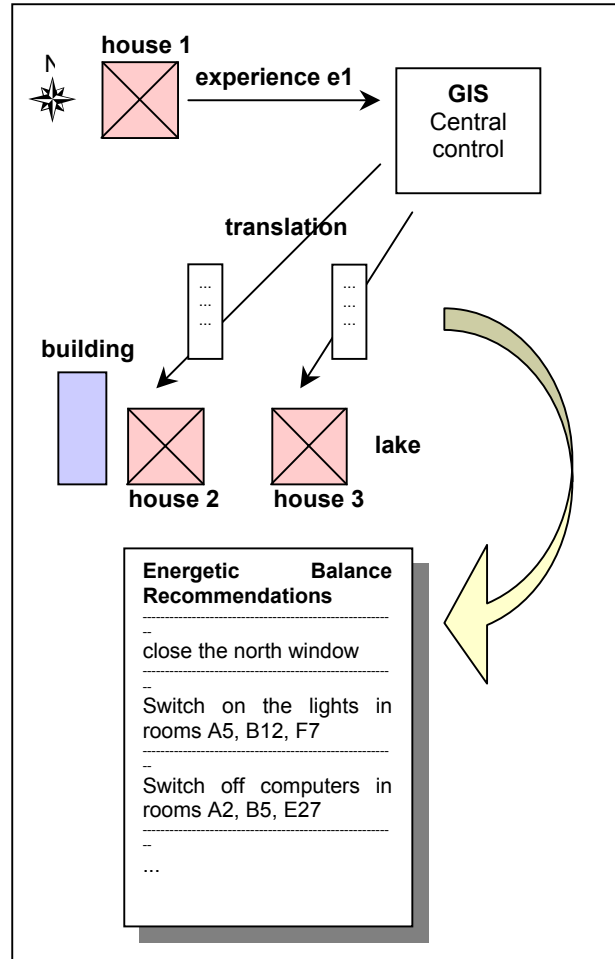 house 1
N
experience e1
GIS
Central
control
translation
...
...
...
...
...
...
building
lake
house 2
house 3
Energetic Balance
Recommendations
-------------------------------------------------------
--
close the north window
-------------------------------------------------------
--
Switch on the lights in
rooms A5, B12, F7
-------------------------------------------------------
--
Switch off computers in
rooms A2, B5, E27
-------------------------------------------------------
--
...